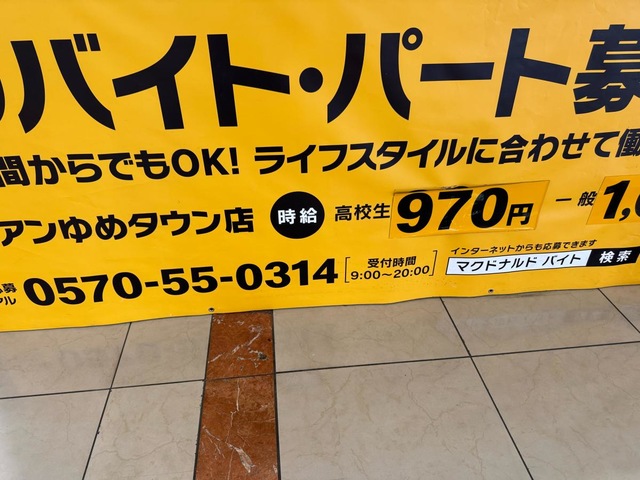 バイト・パート募
間からでもOK! ライフスタイルに合わせて働
アンゆめタウン店 時給 高校生 970円 一般 1,0
募 0570-55-0314 [受付時間 9:00~20:00]
アル
インターネットからも応募できます
マクドナルド バイト 検索